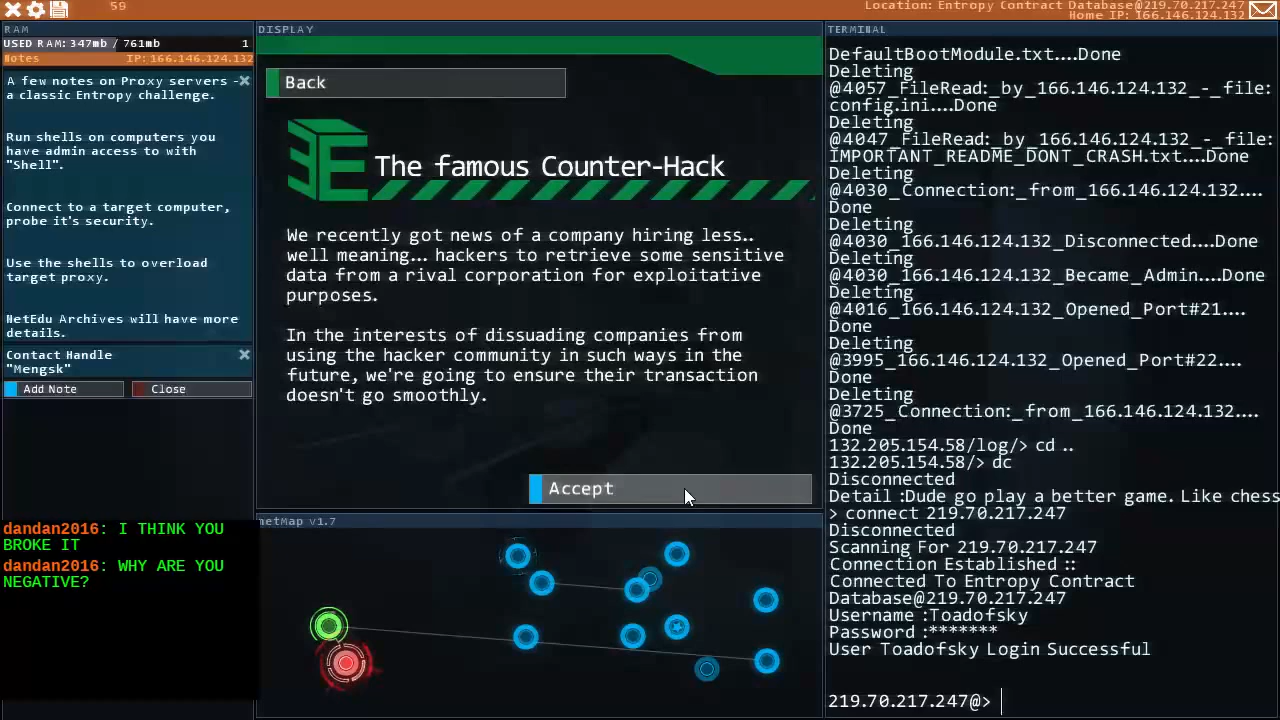 59
Location: Entropy Contract Database@219.70.217.247
Home IP: 166.146.124.132
RAM
USED RAM: 347mb / 761mb 1
Notes IP: 166.146.124.132
A few notes on Proxy servers -
a classic Entropy challenge.
Run shells on computers you
have admin access to with
"Shell".
Connect to a target computer,
probe it's security.
Use the shells to overload
target proxy.
NetEdu Archives will have more
details.
Contact Handle
"Mengsk"
Add Note
Close
dandan2016: I THINK YOU
BROKE IT
dandan2016: WHY ARE YOU
NEGATIVE?
DISPLAY
Back
The famous Counter-Hack
We recently got news of a company hiring less..
well meaning... hackers to retrieve some sensitive
data from a rival corporation for exploitative
purposes.
In the interests of dissuading companies from
using the hacker community in such ways in the
future, we're going to ensure their transaction
doesn't go smoothly.
Accept
netMap v1.7
TERMINAL
DefaultBootModule.txt....Done
Deleting
@4057_FileRead:_by_166.146.124.132_-_file:
config.ini....Done
Deleting
@4047_FileRead:_by_166.146.124.132_-_file:
IMPORTANT_README_DONT_CRASH.txt....Done
Deleting
@4030_Connection:_from_166.146.124.132....
Done
Deleting
@4030_166.146.124.132_Disconnected....Done
Deleting
@4030_166.146.124.132_Became_Admin....Done
Deleting
@4016_166.146.124.132_Opened_Port#21....
Done
Deleting
@3995_166.146.124.132_Opened_Port#22....
Done
Deleting
@3725_Connection:_from_166.146.124.132....
Done
132.205.154.58/log/> cd ..
132.205.154.58/> dc
Disconnected
Detail :Dude go play a better game. Like chess
> connect 219.70.217.247
Disconnected
Scanning For 219.70.217.247
Connection Established ::
Connected To Entropy Contract
Database@219.70.217.247
Username :Toadofsky
Password :*******
User Toadofsky Login Successful
219.70.217.247@>